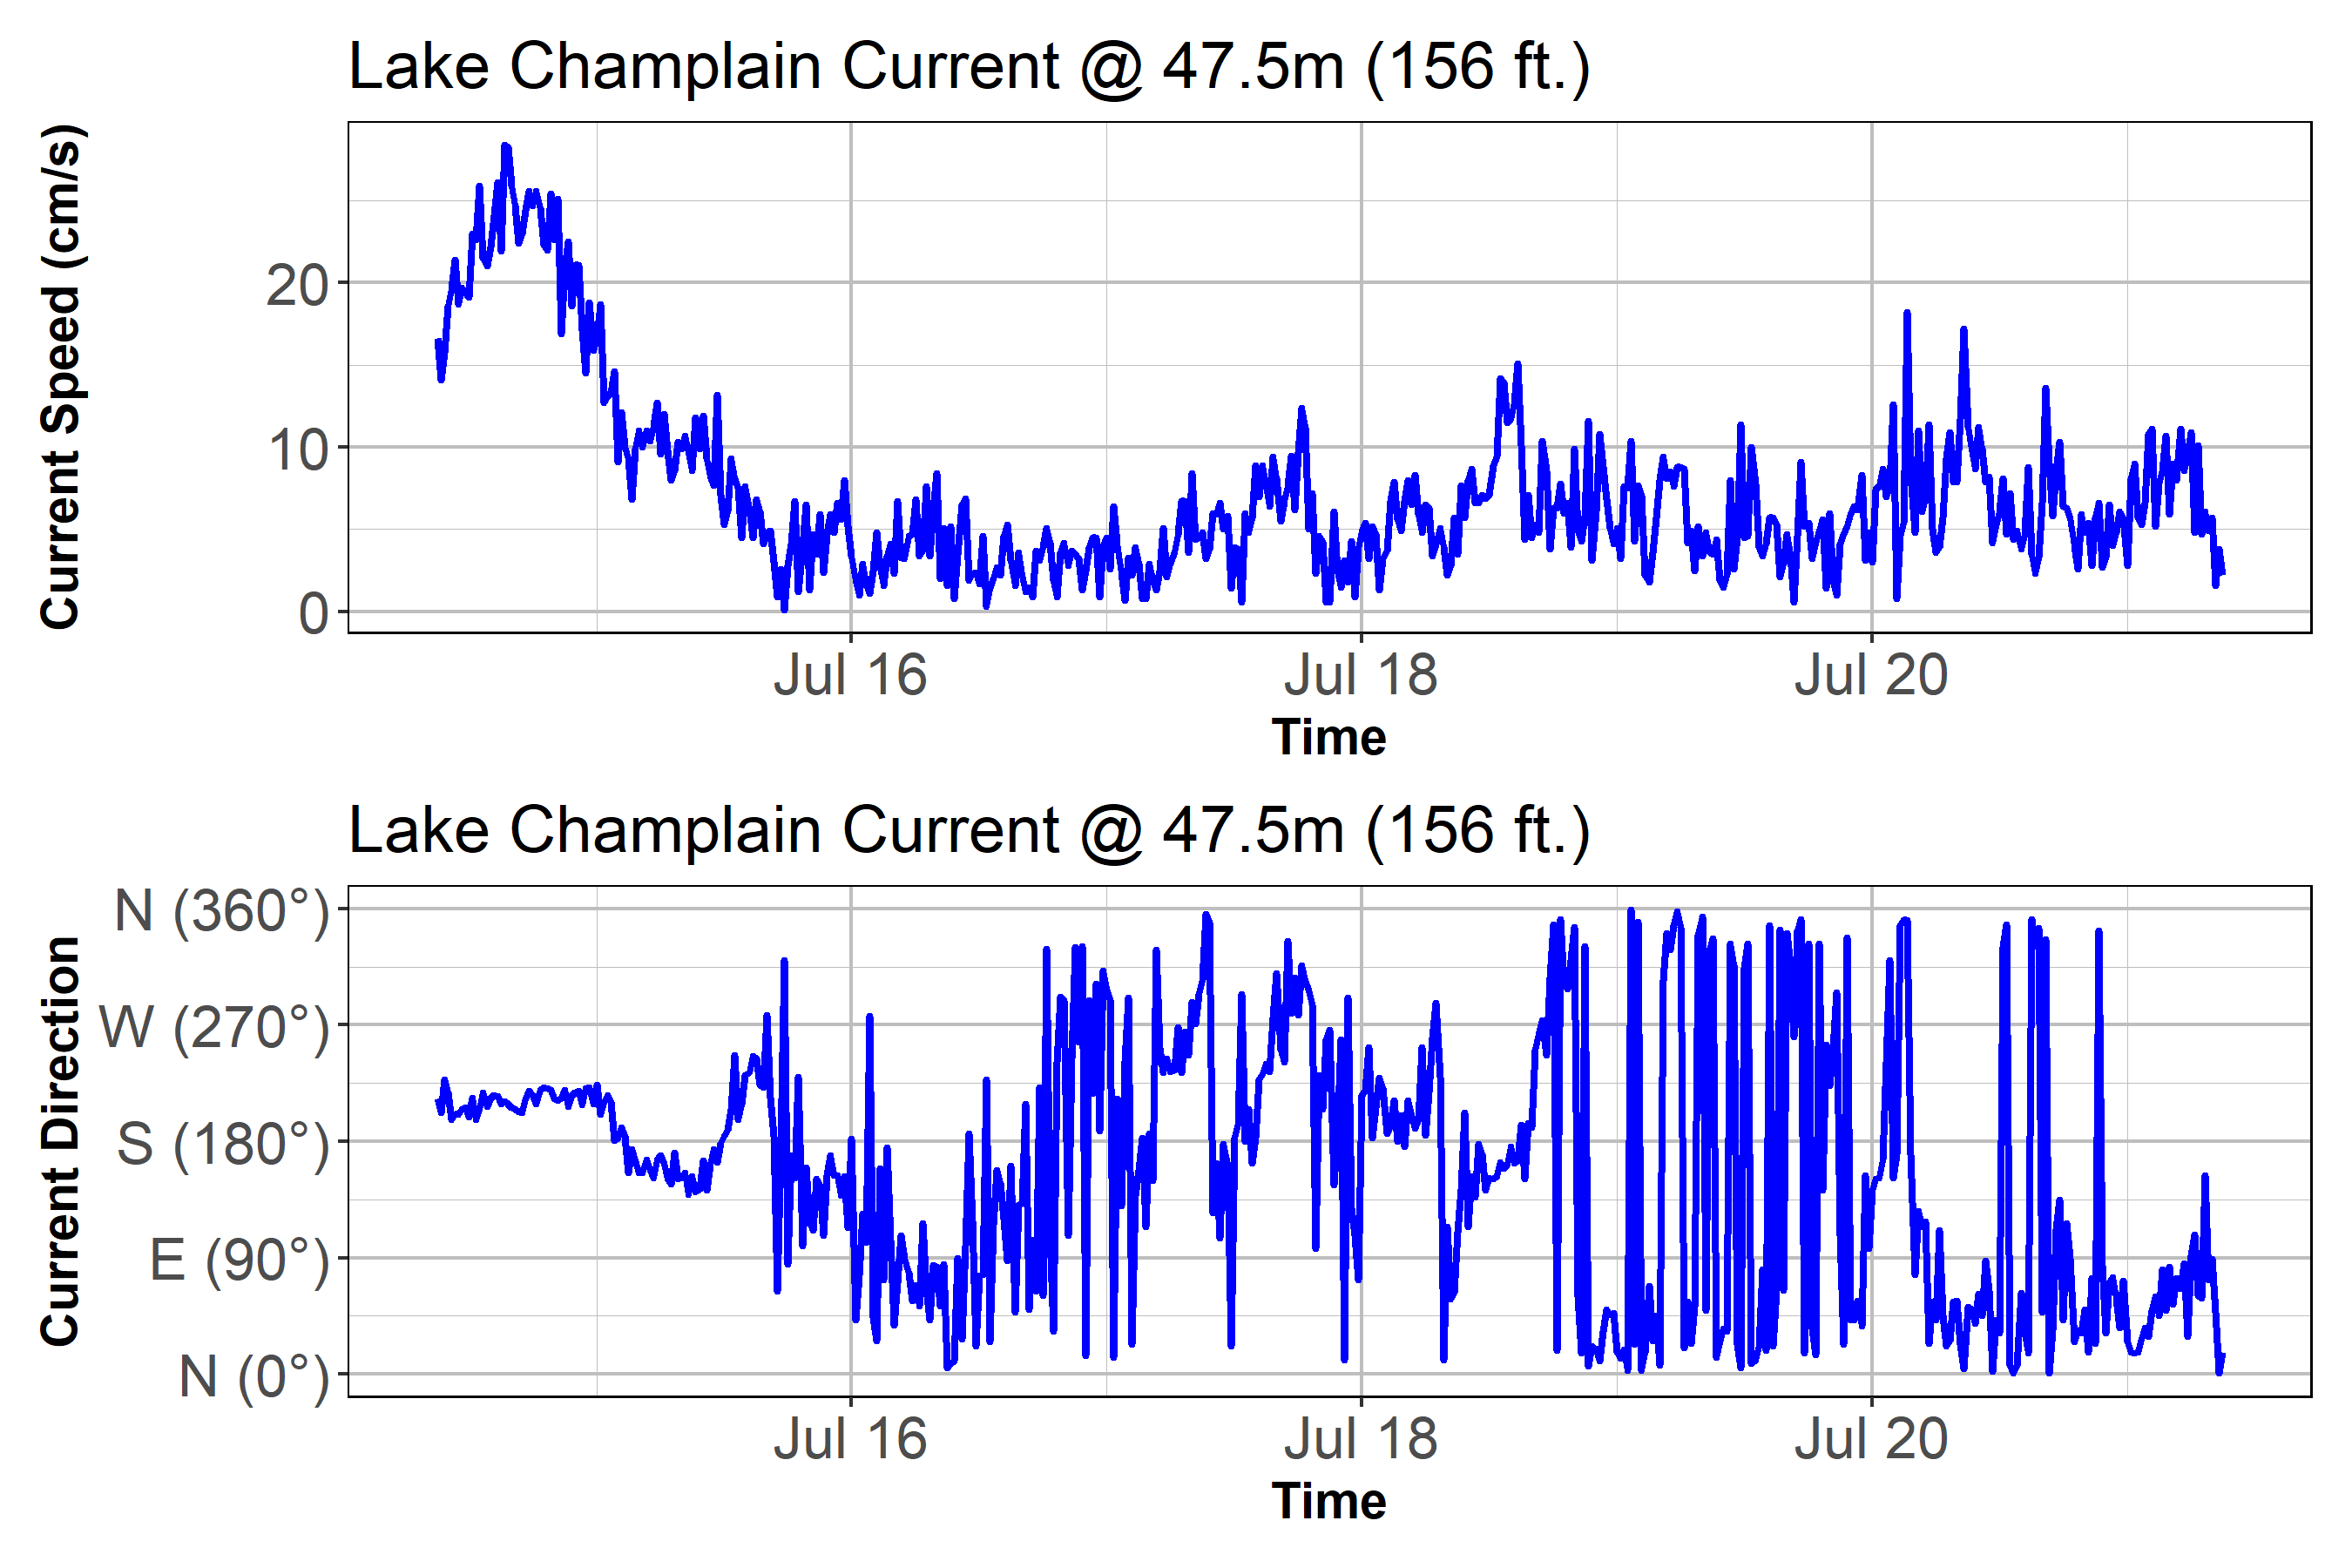 Lake Champlain Current @ 47.5m (156 ft.)
Current Speed (cm/s)
20
10
0
Jul 16
Jul 18
Jul 20
Time
Lake Champlain Current @ 47.5m (156 ft.)
Current Direction
N (360°)
W (270°)
S (180°)
E (90°)
N (0°)
Jul 16
Jul 18
Jul 20
Time